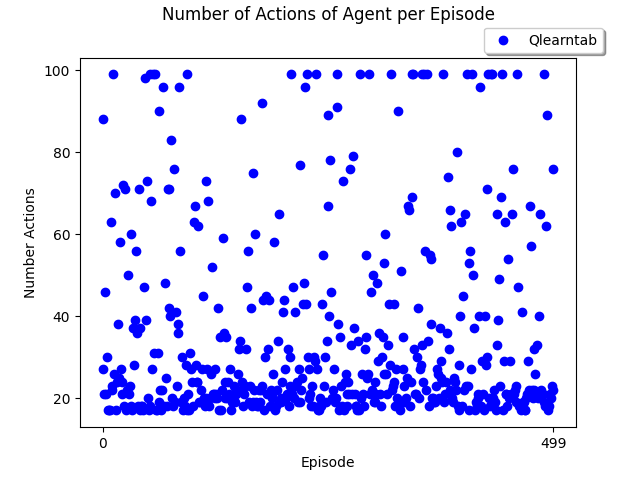 Number of Actions of Agent per Episode
Qlearntab
100
80
60
40
20
Number Actions
0
499
Episode